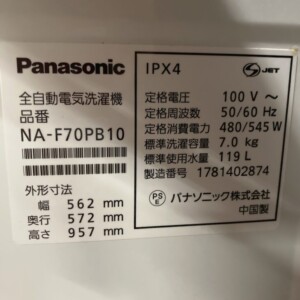 Panasonic
全自動電気洗濯機
品番
NA-F70PB10
外形寸法
幅 562 mm
奥行 572 mm
高さ 957 mm
IPX4
S JET
定格電圧 100 V~
定格周波数 50/60 Hz
定格消費電力 480/545 W
標準洗濯容量 7.0 kg
標準使用水量 119 L
製造番号 1781402874
PS E パナソニック株式会社
中国製